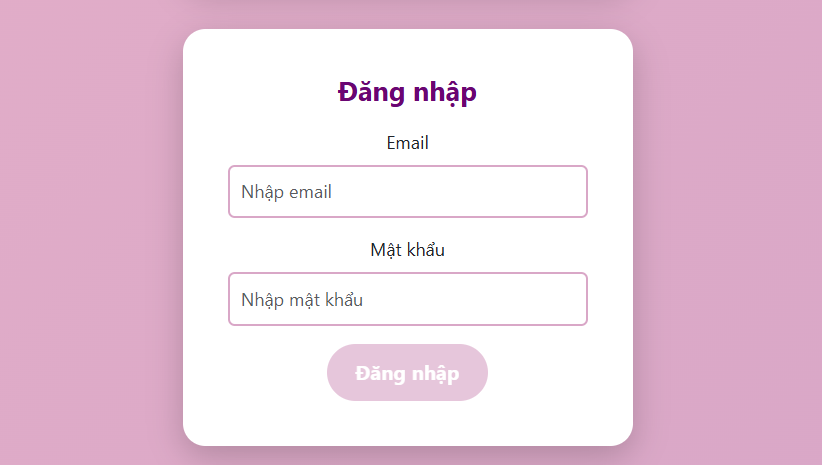 Đăng nhập
Email
Nhập email
Mật khẩu
Nhập mật khẩu
Đăng nhập